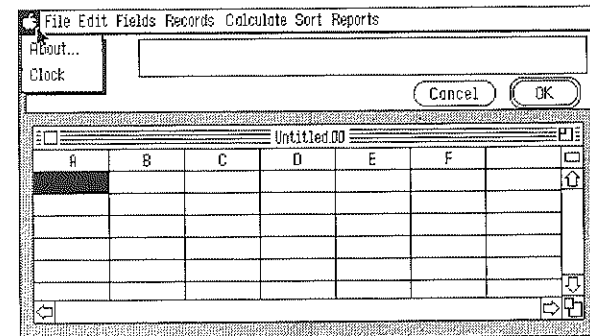 File Edit Fields Records Calculate Sort Reports
About...
Clock
Cancel OK
Untitled.00
A B C D E F